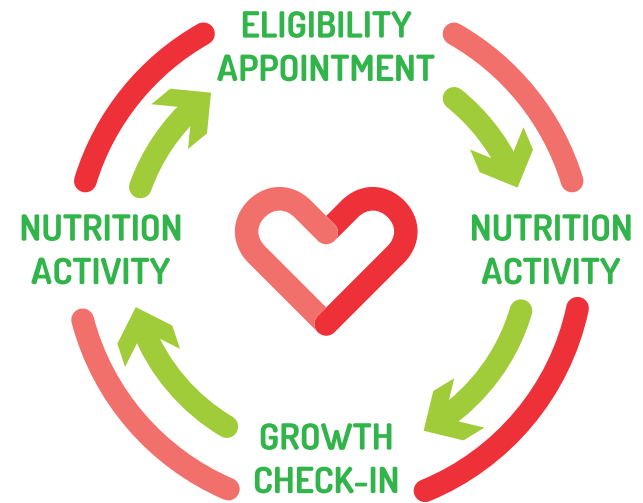 ELIGIBILITY
APPOINTMENT
NUTRITION
ACTIVITY
NUTRITION
ACTIVITY
GROWTH
CHECK-IN